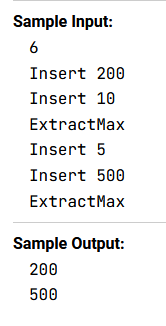 Sample Input:
6
Insert 200
Insert 10
ExtractMax
Insert 5
Insert 500
ExtractMax
Sample Output:
200
500